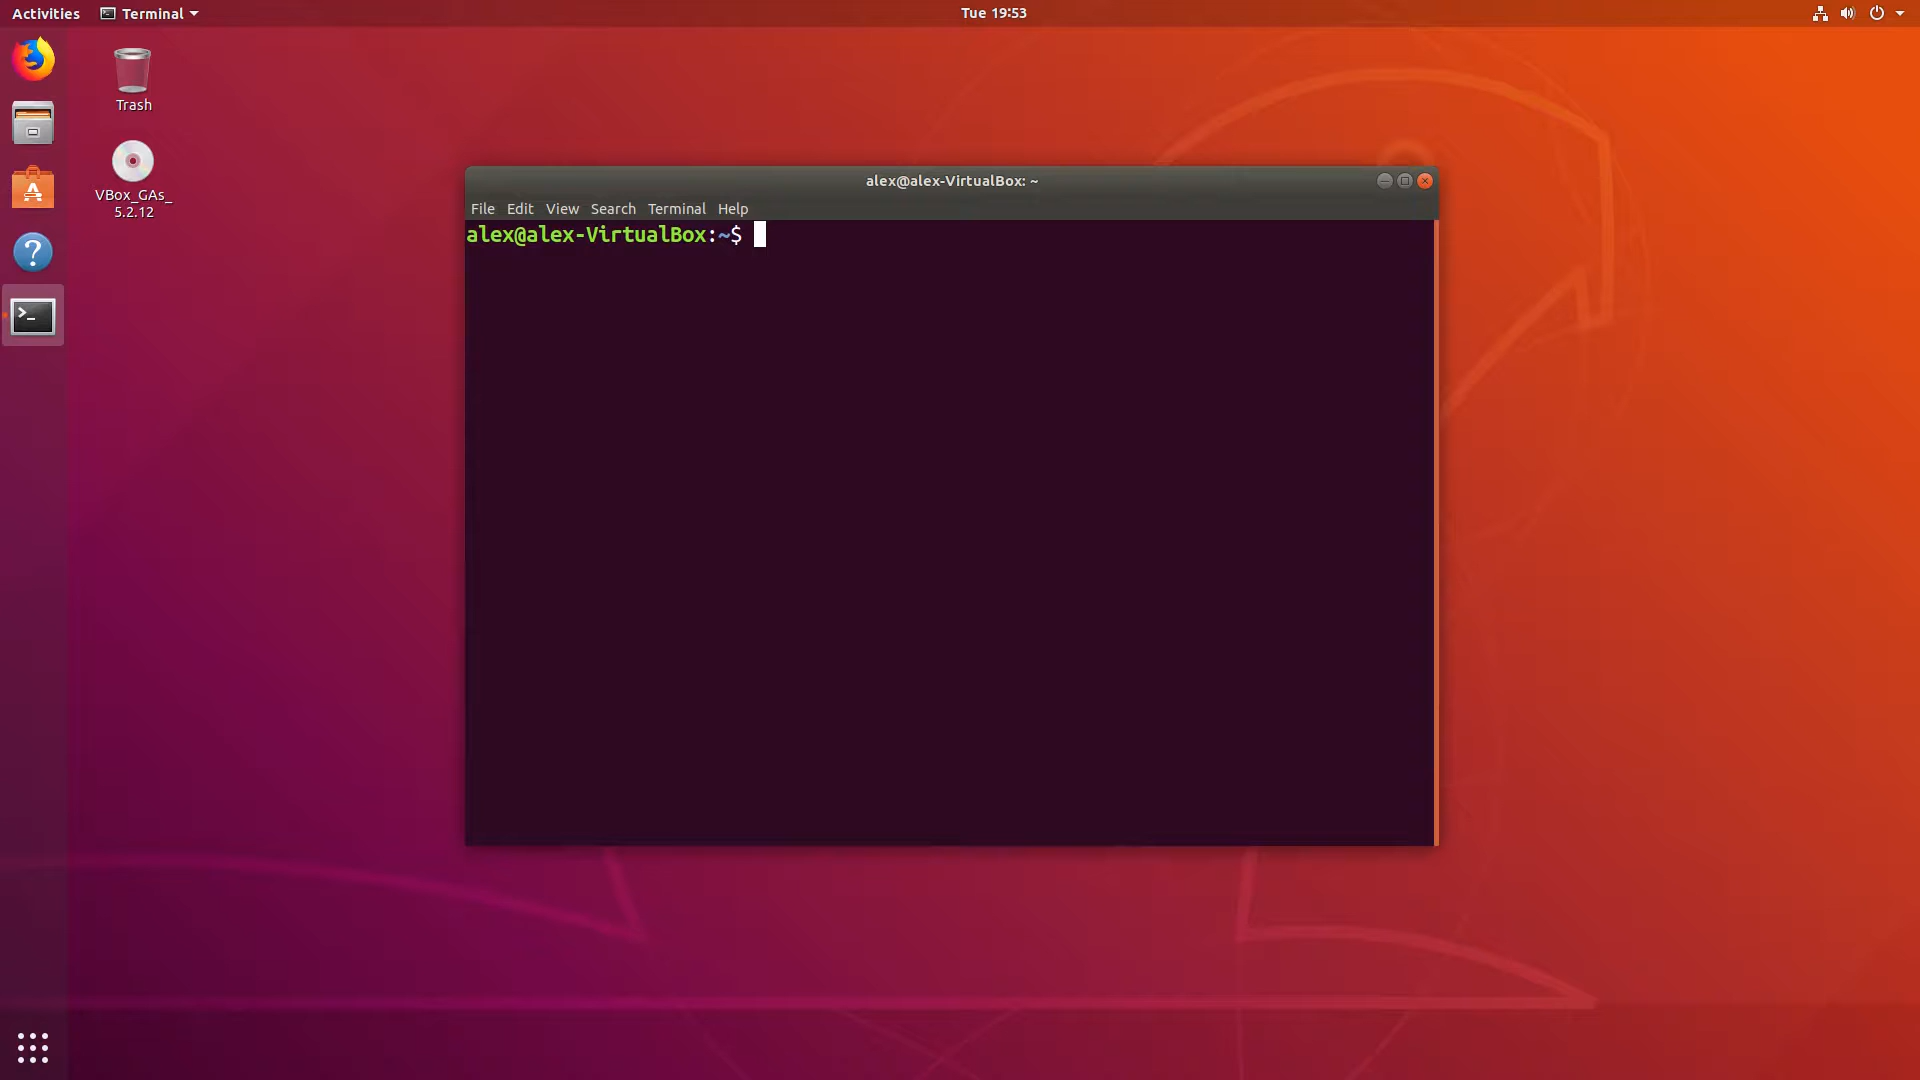 Activities
Terminal
Tue 19:53
Trash
VBox_GAs_
5.2.12
alex@alex-VirtualBox: ~
File Edit View Search Terminal Help
alex@alex-VirtualBox:~$